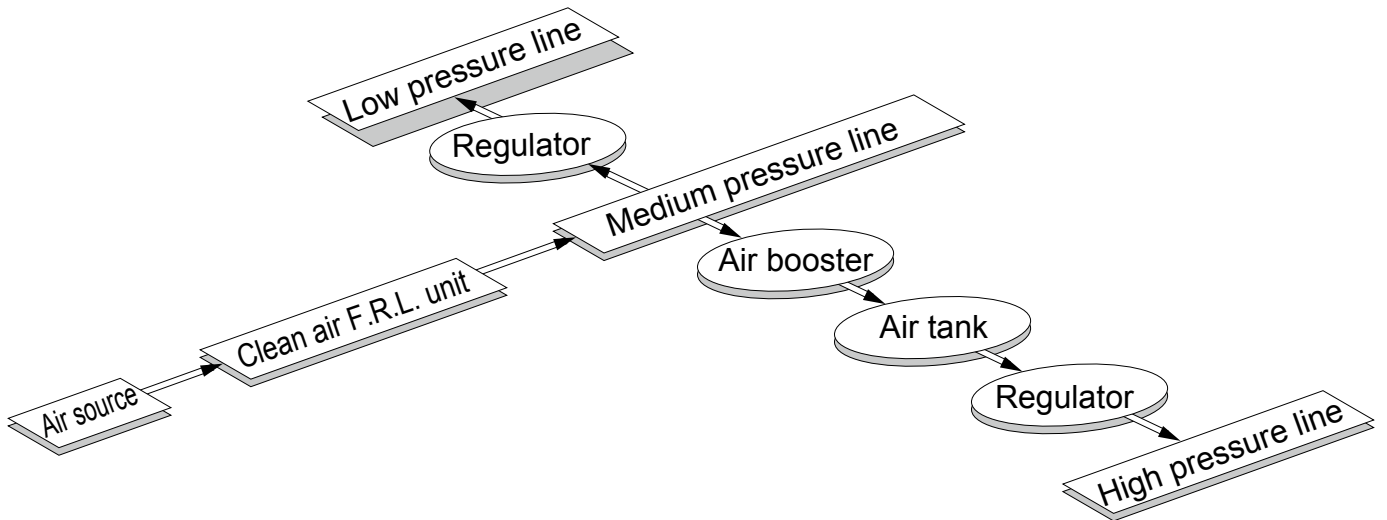 Low pressure line
Regulator
Medium pressure line
Air booster
Clean air F.R.L. unit
Air tank
Air source
Regulator
High pressure line